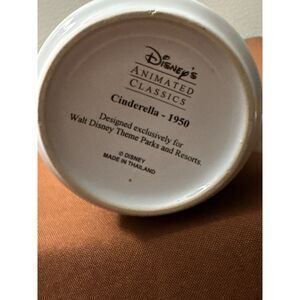 Disney's
ANIMATED
CLASSICS
Cinderella - 1950
Designed exclusively for
Walt Disney Theme Parks and Resorts.
© DISNEY
MADE IN THAILAND